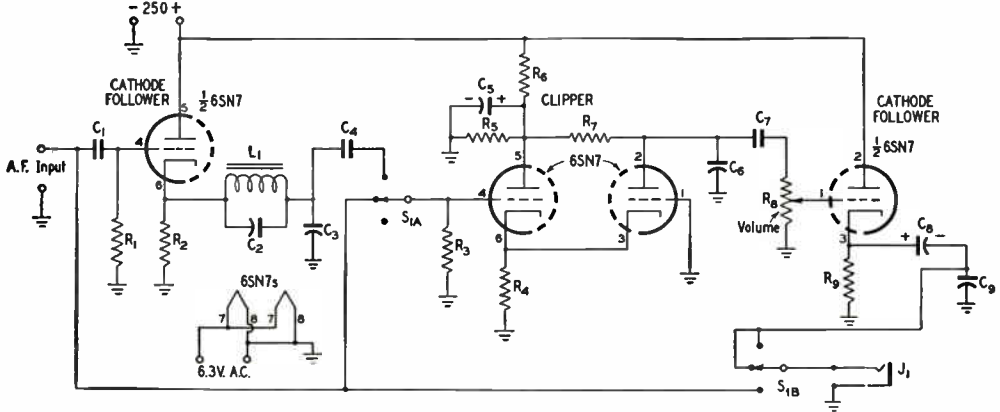 - 250 +
CATHODE
FOLLOWER
½ 6SN7
5
4
6
C1
A.F. Input
R1
R2
L1
C2
C3
C4
S1A
R3
C5
- +
R5
R6
CLIPPER
R7
6SN7
5
4
6
2
1
3
R4
C6
C7
R8
Volume
CATHODE
FOLLOWER
½ 6SN7
2
1
3
R9
C8
+ -
C9
6SN7s
7 8 7 8
6.3V. A.C.
S1B
J1